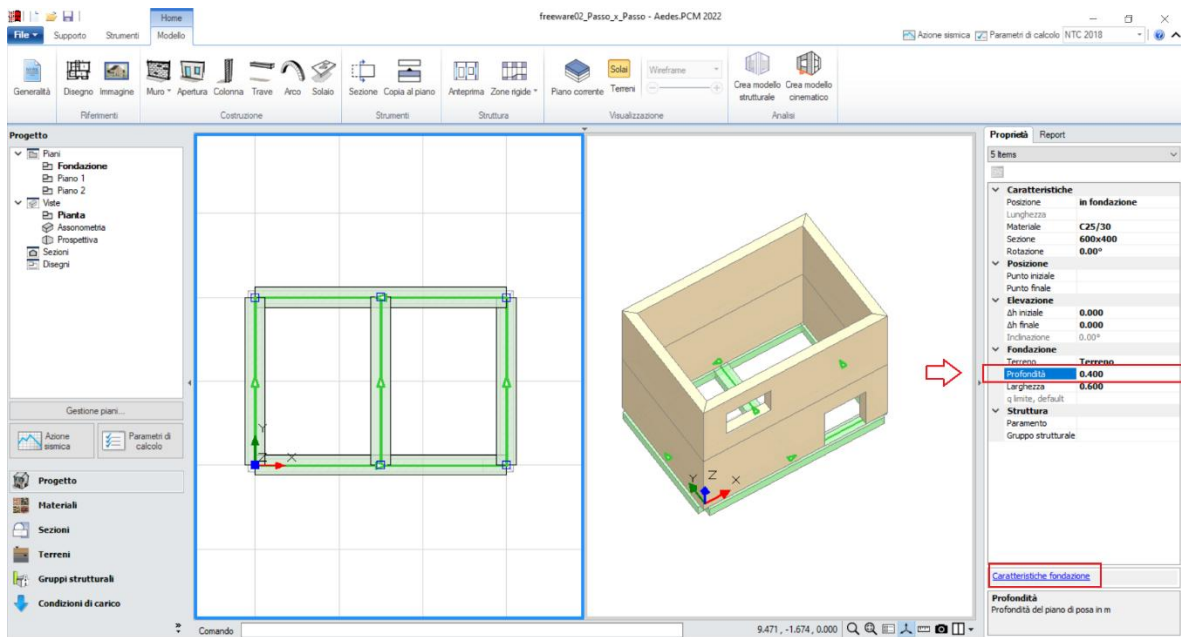 freeware02_Passo_x_Passo - Aedes.PCM 2022
Home
File Supporto Strumenti Modello
Azione sismica Parametri di calcolo NTC 2018
Generalità Disegno Immagine Muro Apertura Colonna Trave Arco Solaio Sezione Copia al piano Anteprima Zone rigide Piano corrente Solai Terreni Wireframe Crea modello strutturale Crea modello cinematico
Riferimenti Costruzione Strumenti Struttura Visualizzazione Analisi
Progetto
Piani
Fondazione
Piano 1
Piano 2
Viste
Pianta
Assonometria
Prospettiva
Sezioni
Disegni
Gestione piani...
Azione sismica
Parametri di calcolo
Progetto
Materiali
Sezioni
Terreni
Gruppi strutturali
Condizioni di carico
Y
Z X
Y Z X
Comando
9.471 , -1.674 , 0.000
Proprietà Report
5 Items
Caratteristiche
Posizione in fondazione
Lunghezza
Materiale C25/30
Sezione 600x400
Rotazione 0.00°
Posizione
Punto iniziale
Punto finale
Elevazione
Δh iniziale 0.000
Δh finale 0.000
Inclinazione 0.00°
Fondazione
Terreno Terreno
Profondità 0.400
Larghezza 0.600
q limite, default
Struttura
Paramento
Gruppo strutturale
Caratteristiche fondazione
Profondità
Profondità del piano di posa in m